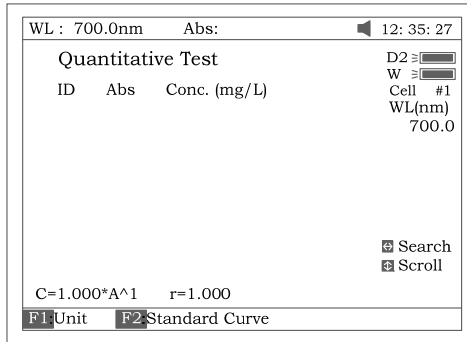 WL : 700.0nm Abs: 12: 35: 27
Quantitative Test
D2
W
ID Abs Conc. (mg/L)
Cell #1
WL(nm)
700.0
Search
Scroll
C=1.000*A^1 r=1.000
F1:Unit F2:Standard Curve